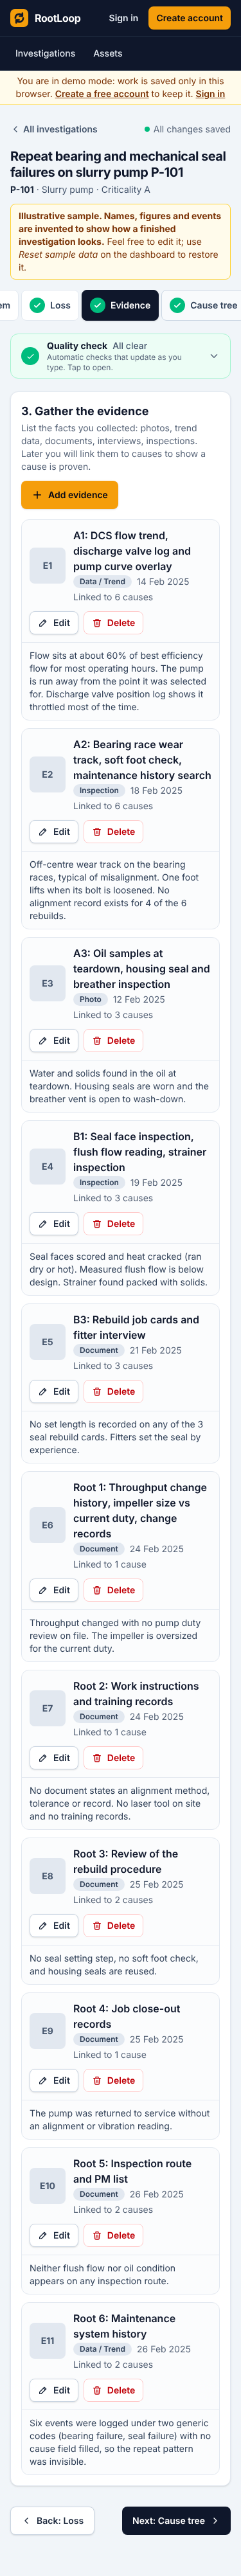 RootLoop
Sign in
Create account
Investigations
Assets
You are in demo mode: work is saved only in this
browser. Create a free account to keep it. Sign in
All investigations
All changes saved
Repeat bearing and mechanical seal
failures on slurry pump P-101
P-101 · Slurry pump · Criticality A
Illustrative sample. Names, figures and events
are invented to show how a finished
investigation looks. Feel free to edit it; use
Reset sample data on the dashboard to restore
it.
em
Loss
Evidence
Cause tree
Quality check All clear
Automatic checks that update as you
type. Tap to open.
3. Gather the evidence
List the facts you collected: photos, trend
data, documents, interviews, inspections.
Later you will link them to causes to show a
cause is proven.
Add evidence
E1
A1: DCS flow trend,
discharge valve log and
pump curve overlay
Data / Trend 14 Feb 2025
Linked to 6 causes
Edit
Delete
Flow sits at about 60% of best efficiency
flow for most operating hours. The pump
is run away from the point it was selected
for. Discharge valve position log shows it
throttled most of the time.
E2
A2: Bearing race wear
track, soft foot check,
maintenance history search
Inspection 18 Feb 2025
Linked to 6 causes
Edit
Delete
Off-centre wear track on the bearing
races, typical of misalignment. One foot
lifts when its bolt is loosened. No
alignment record exists for 4 of the 6
rebuilds.
E3
A3: Oil samples at
teardown, housing seal and
breather inspection
Photo 12 Feb 2025
Linked to 3 causes
Edit
Delete
Water and solids found in the oil at
teardown. Housing seals are worn and the
breather vent is open to wash-down.
E4
B1: Seal face inspection,
flush flow reading, strainer
inspection
Inspection 19 Feb 2025
Linked to 3 causes
Edit
Delete
Seal faces scored and heat cracked (ran
dry or hot). Measured flush flow is below
design. Strainer found packed with solids.
E5
B3: Rebuild job cards and
fitter interview
Document 21 Feb 2025
Linked to 3 causes
Edit
Delete
No set length is recorded on any of the 3
seal rebuild cards. Fitters set the seal by
experience.
E6
Root 1: Throughput change
history, impeller size vs
current duty, change
records
Document 24 Feb 2025
Linked to 1 cause
Edit
Delete
Throughput changed with no pump duty
review on file. The impeller is oversized
for the current duty.
E7
Root 2: Work instructions
and training records
Document 24 Feb 2025
Linked to 1 cause
Edit
Delete
No document states an alignment method,
tolerance or record. No laser tool on site
and no training records.
E8
Root 3: Review of the
rebuild procedure
Document 25 Feb 2025
Linked to 2 causes
Edit
Delete
No seal setting step, no soft foot check,
and housing seals are reused.
E9
Root 4: Job close-out
records
Document 25 Feb 2025
Linked to 1 cause
Edit
Delete
The pump was returned to service without
an alignment or vibration reading.
E10
Root 5: Inspection route
and PM list
Document 26 Feb 2025
Linked to 2 causes
Edit
Delete
Neither flush flow nor oil condition
appears on any inspection route.
E11
Root 6: Maintenance
system history
Data / Trend 26 Feb 2025
Linked to 2 causes
Edit
Delete
Six events were logged under two generic
codes (bearing failure, seal failure) with no
cause field filled, so the repeat pattern
was invisible.
Back: Loss
Next: Cause tree